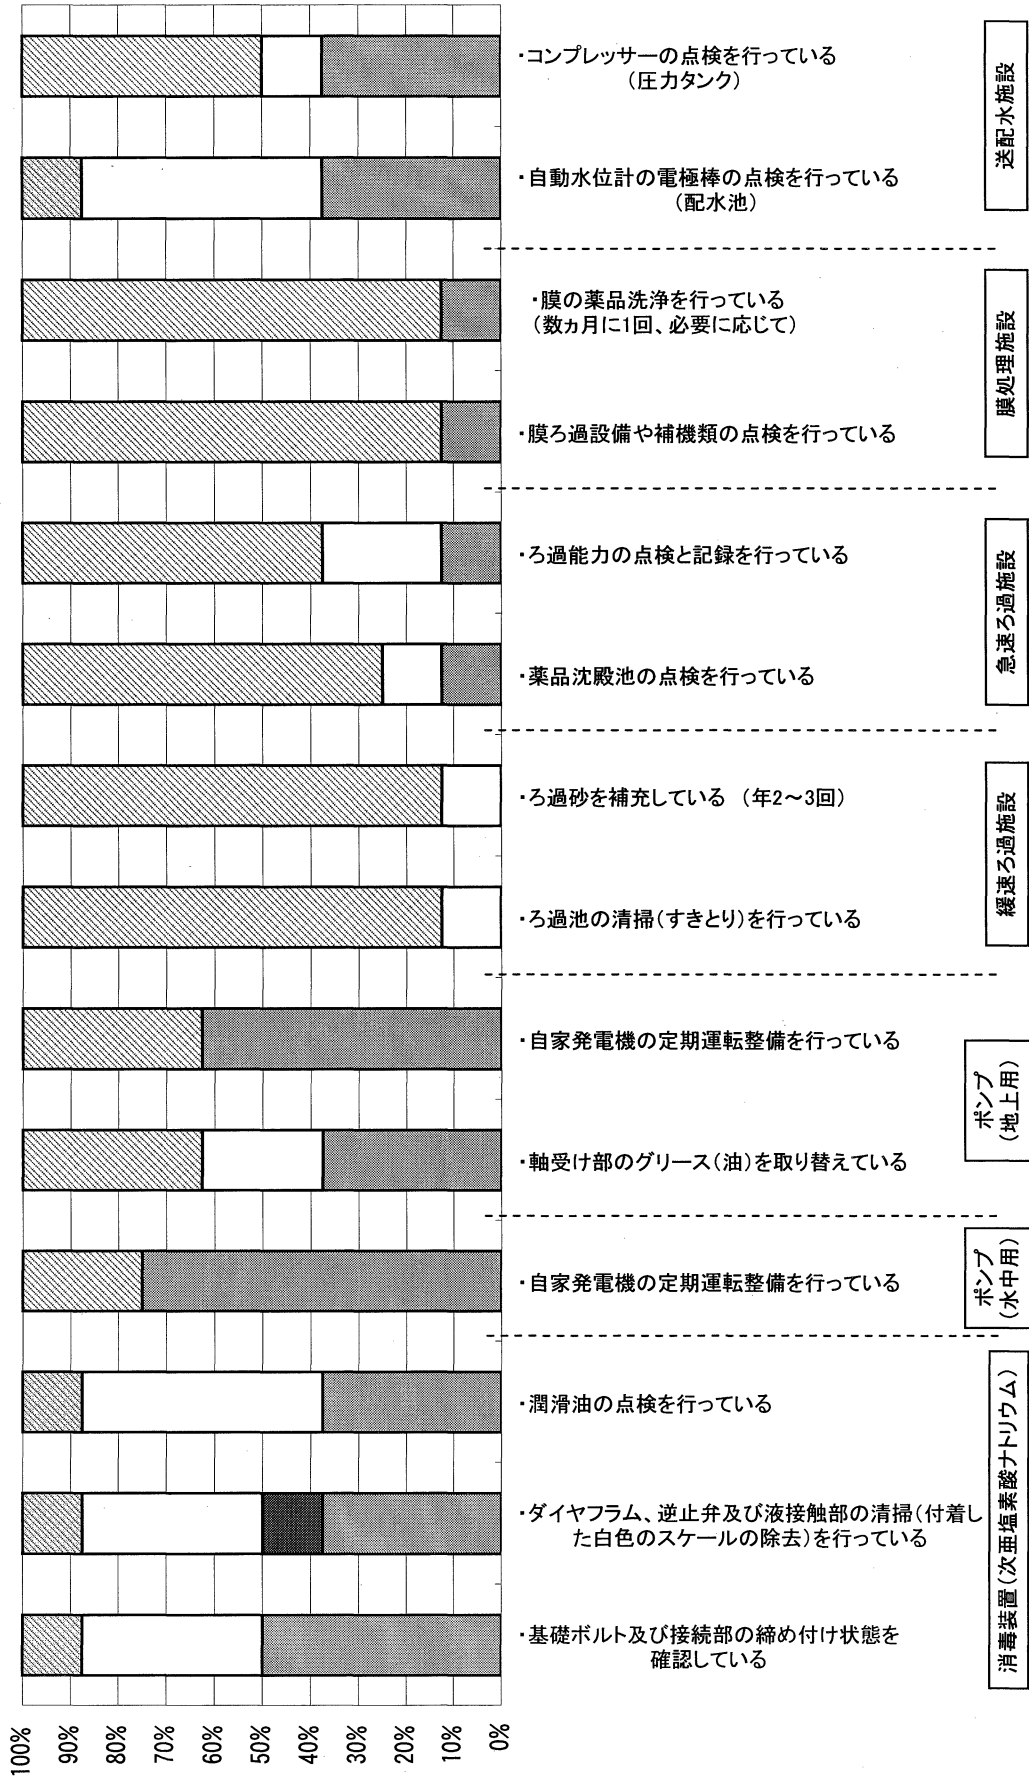 ・コンプレッサーの点検を行っている
（圧力タンク）
・自動水位計の電極棒の点検を行っている
（配水池）
送配水施設
・膜の薬品洗浄を行っている
（数ヵ月に1回、必要に応じて）
・膜ろ過設備や補機類の点検を行っている
膜処理施設
・ろ過能力の点検と記録を行っている
・薬品沈殿池の点検を行っている
急速ろ過施設
・ろ過砂を補充している （年2～3回）
・ろ過池の清掃（すきとり）を行っている
緩速ろ過施設
・自家発電機の定期運転整備を行っている
・軸受け部のグリース（油）を取り替えている
ポンプ
（地上用）
・自家発電機の定期運転整備を行っている
ポンプ
（水中用）
・潤滑油の点検を行っている
・ダイヤフラム、逆止弁及び液接触部の清掃（付着し
た白色のスケールの除去）を行っている
・基礎ボルト及び接続部の締め付け状態を
確認している
消毒装置（次亜塩素酸ナトリウム）
100%
90%
80%
70%
60%
50%
40%
30%
20%
10%
0%